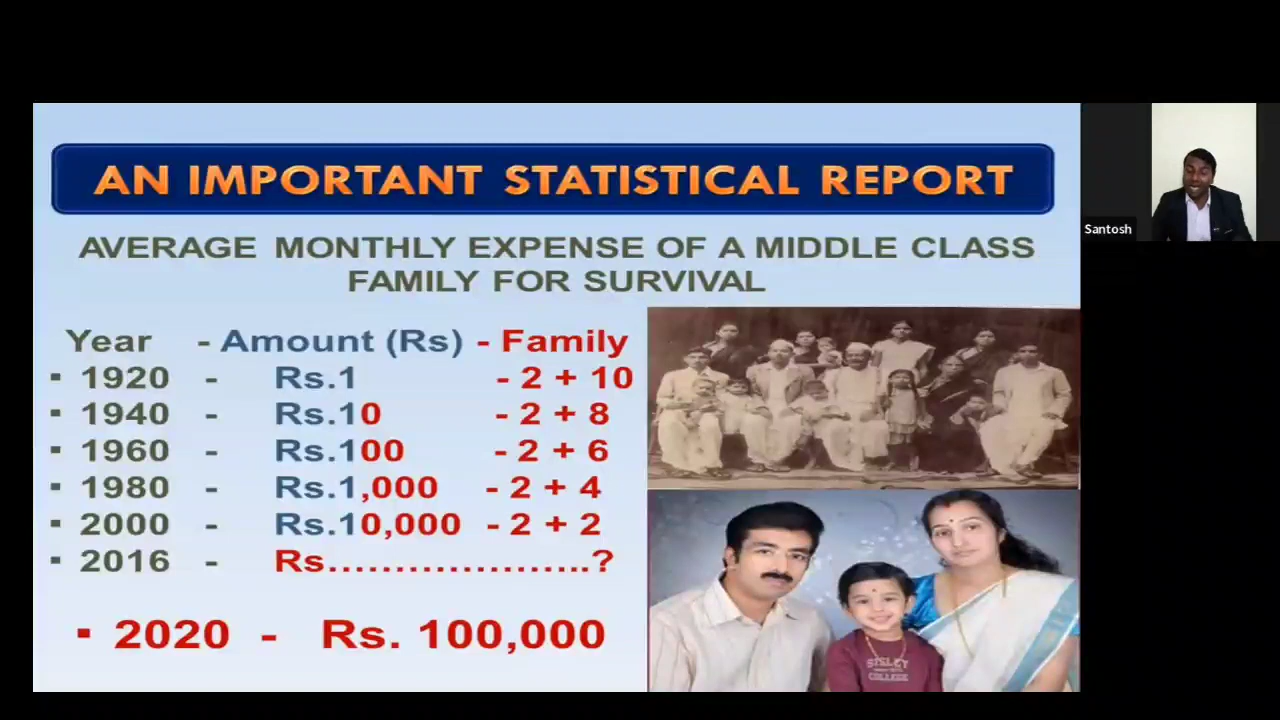 AN IMPORTANT STATISTICAL REPORT
AVERAGE MONTHLY EXPENSE OF A MIDDLE CLASS
FAMILY FOR SURVIVAL
Year - Amount (Rs) - Family
▪ 1920 - Rs.1 - 2 + 10
▪ 1940 - Rs.10 - 2 + 8
▪ 1960 - Rs.100 - 2 + 6
▪ 1980 - Rs.1,000 - 2 + 4
▪ 2000 - Rs.10,000 - 2 + 2
▪ 2016 - Rs......................?
▪ 2020 - Rs. 100,000
SISLEY
COLLEGE
Santosh